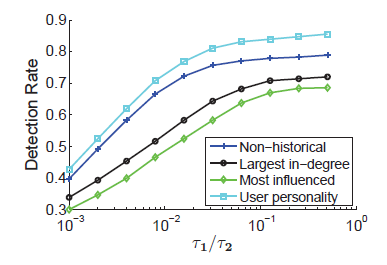 0.9
0.8
0.7
0.6
0.5
0.4
0.3
Detection Rate
Non-historical
Largest in-degree
Most influenced
User personality
10⁻³ 10⁻² 10⁻¹ 10⁰
τ₁/τ₂